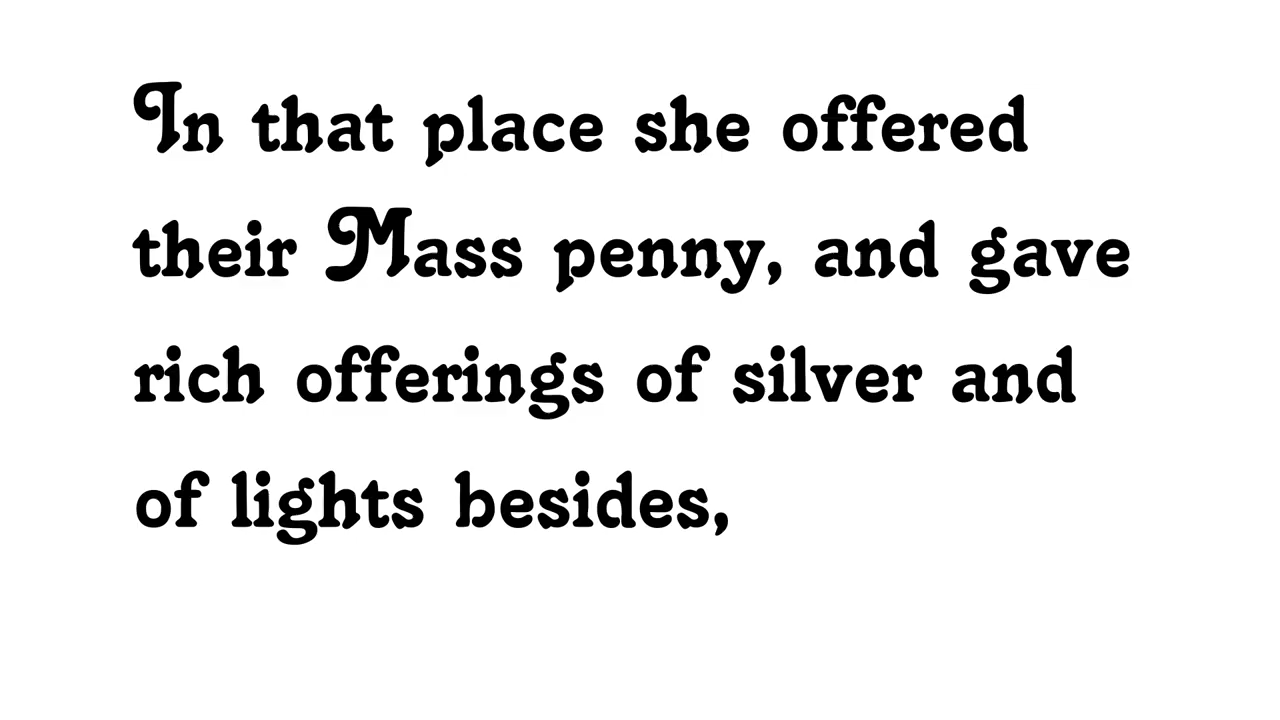 In that place she offered
their Mass penny, and gave
rich offerings of silver and
of lights besides,